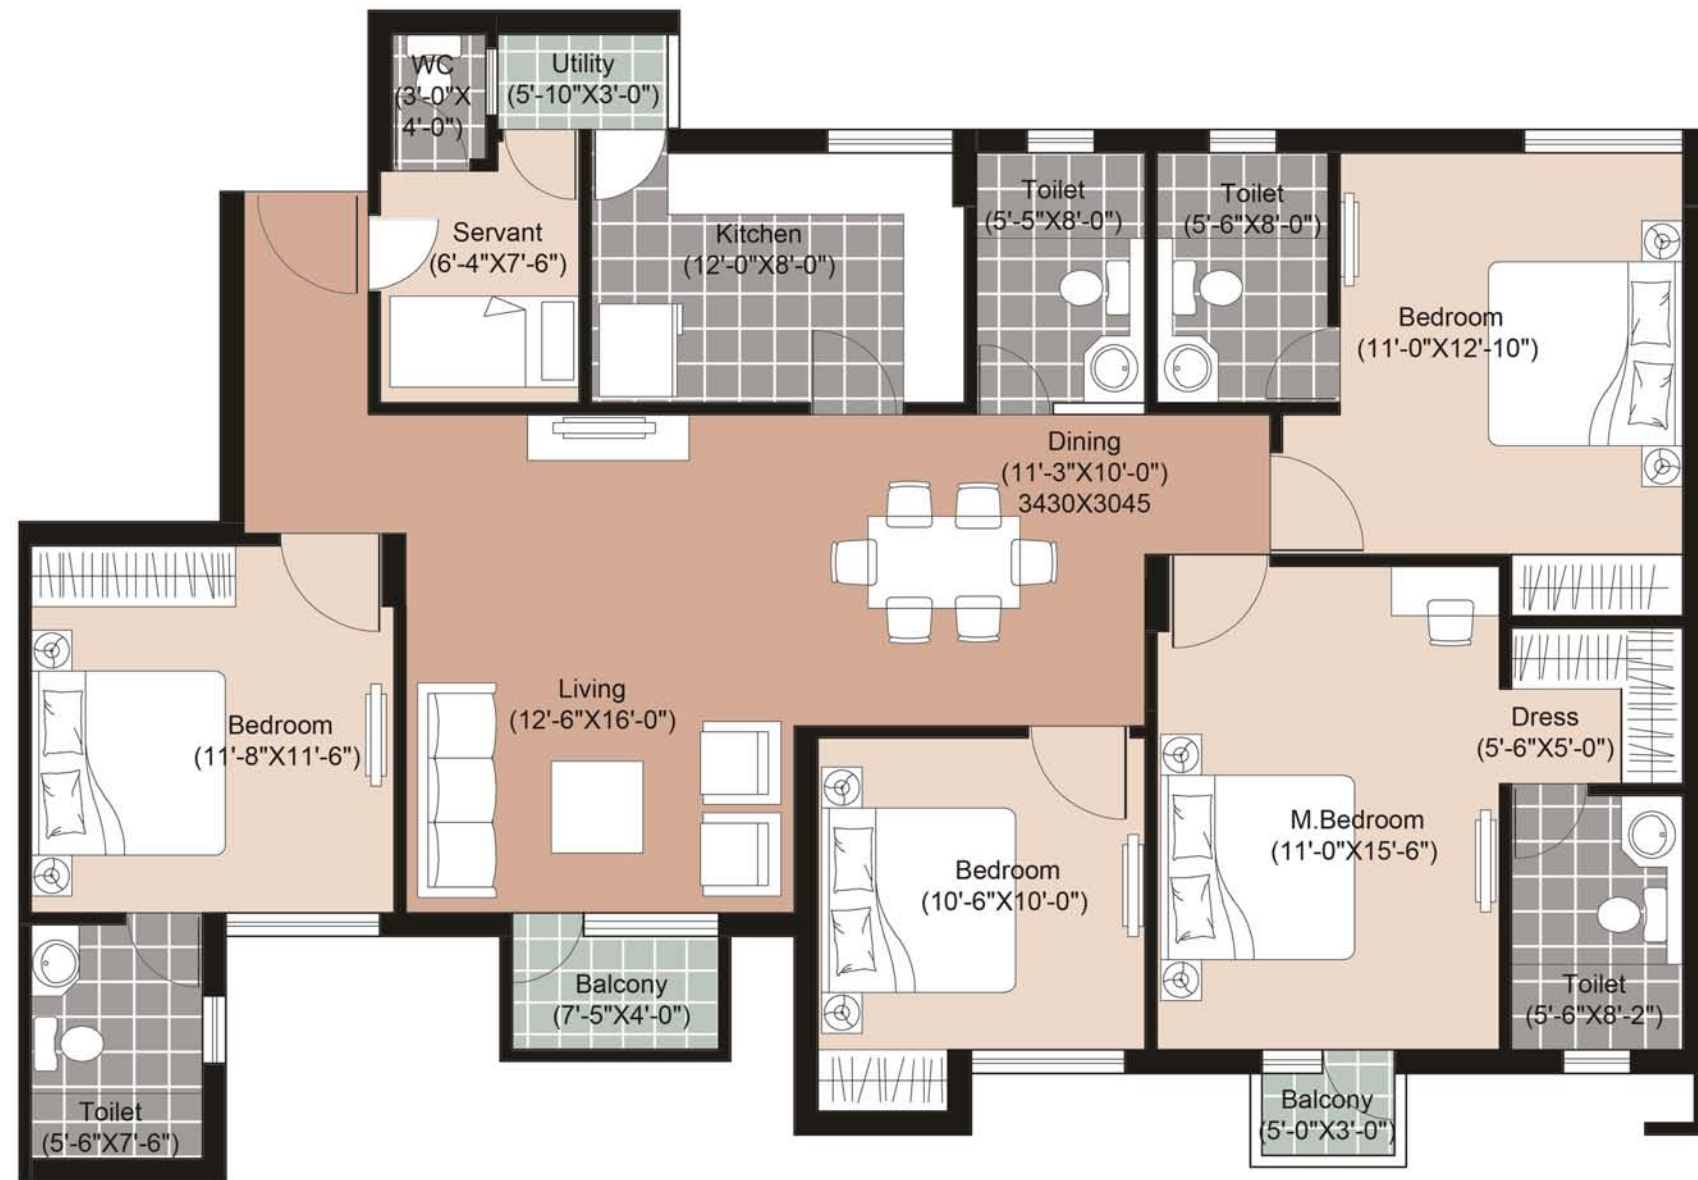 WC
(3'-0"X
4'-0")
Utility
(5'-10"X3'-0")
Servant
(6'-4"X7'-6")
Kitchen
(12'-0"X8'-0")
Toilet
(5'-5"X8'-0")
Toilet
(5'-6"X8'-0")
Bedroom
(11'-0"X12'-10")
Dining
(11'-3"X10'-0")
3430X3045
Living
(12'-6"X16'-0")
Bedroom
(11'-8"X11'-6")
Dress
(5'-6"X5'-0")
M.Bedroom
(11'-0"X15'-6")
Bedroom
(10'-6"X10'-0")
Balcony
(7'-5"X4'-0")
Toilet
(5'-6"X8'-2")
Toilet
(5'-6"X7'-6")
Balcony
(5'-0"X3'-0")